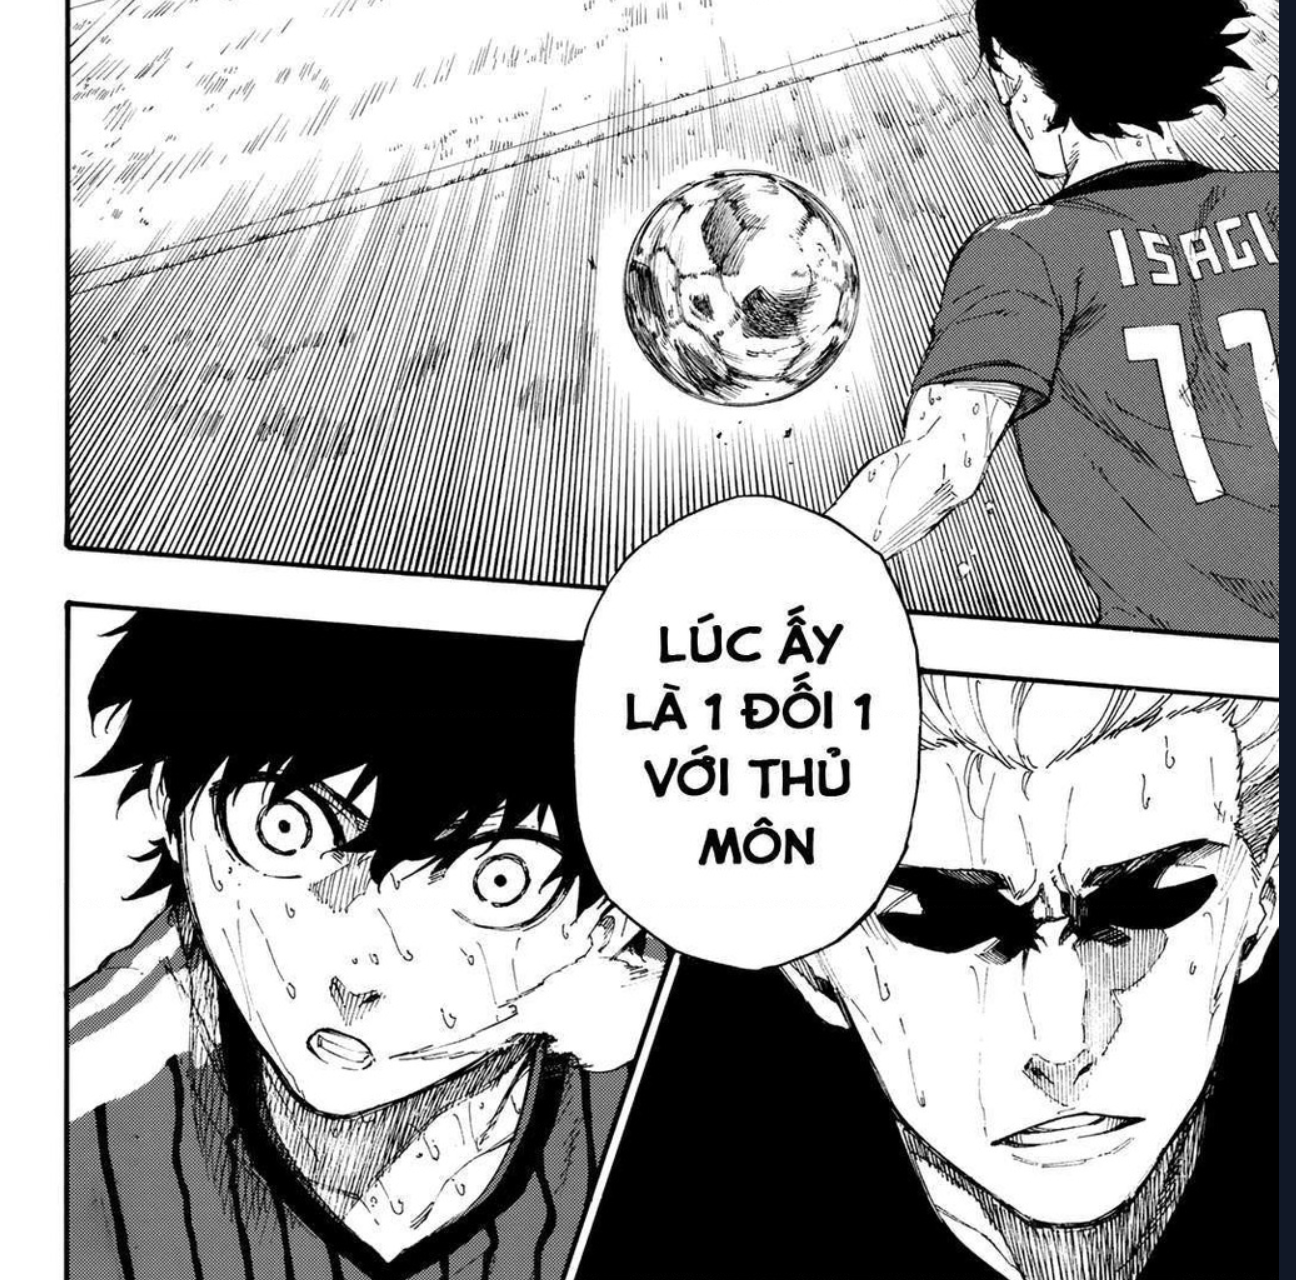 ISAGI
11
LÚC ẤY
LÀ 1 ĐỐI 1
VỚI THỦ
MÔN